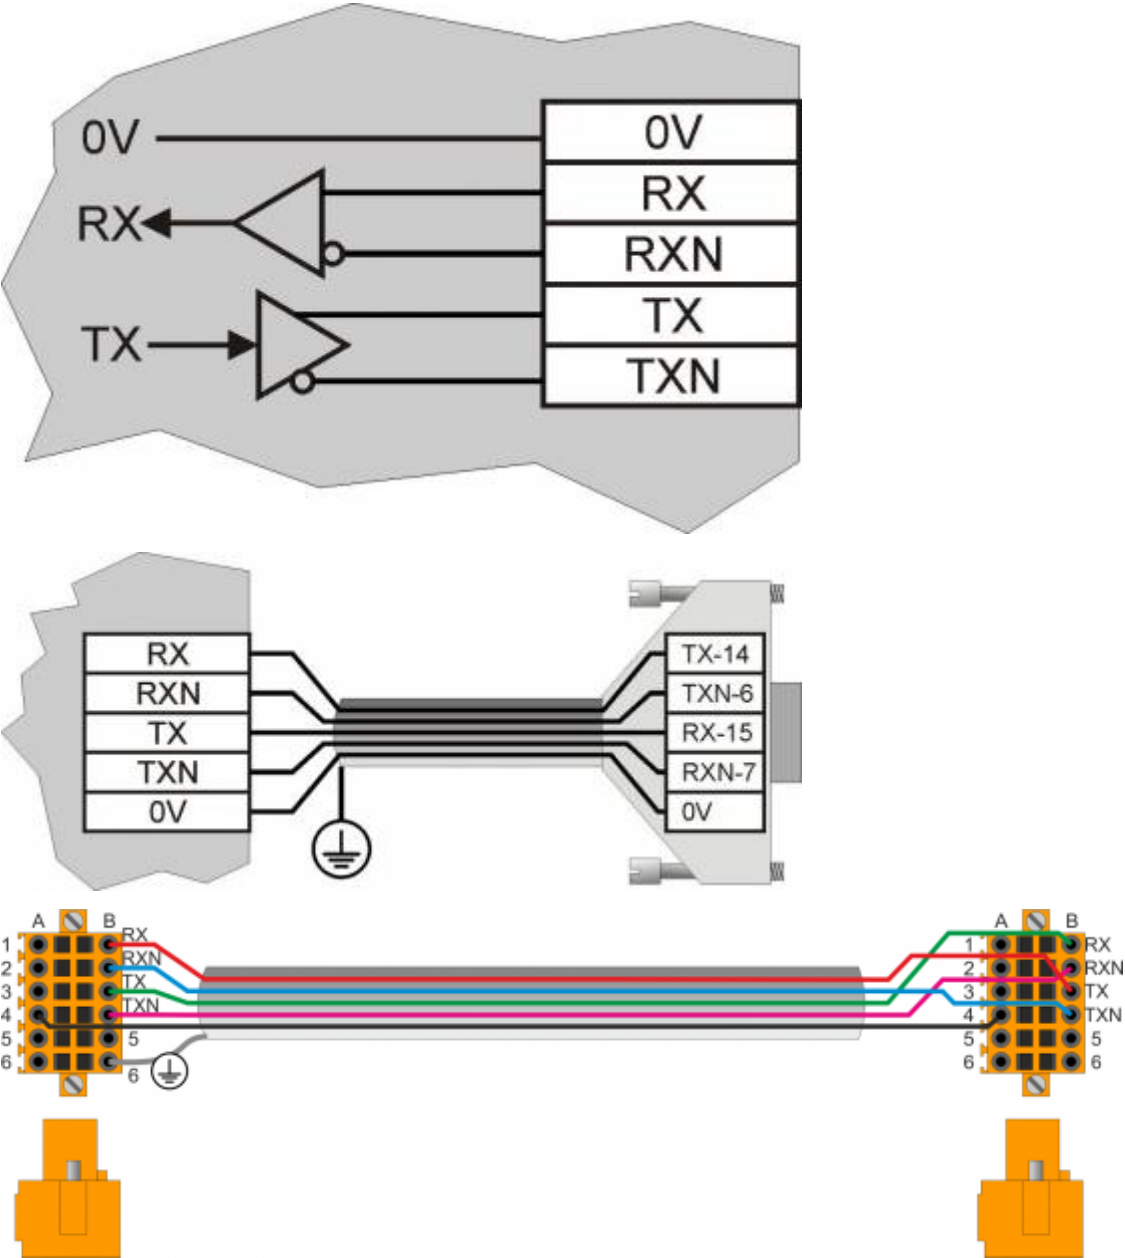 0V 0V
RX
RX
RXN
TX
TX
TXN
RX TX-14
RXN TXN-6
TX RX-15
TXN RXN-7
0V 0V
A B A B
RX
1 1 RX
RXN
2 2 RXN
TX
3 3 TX
TXN
4 4 TXN
5 5 5 5
6 6 6
6